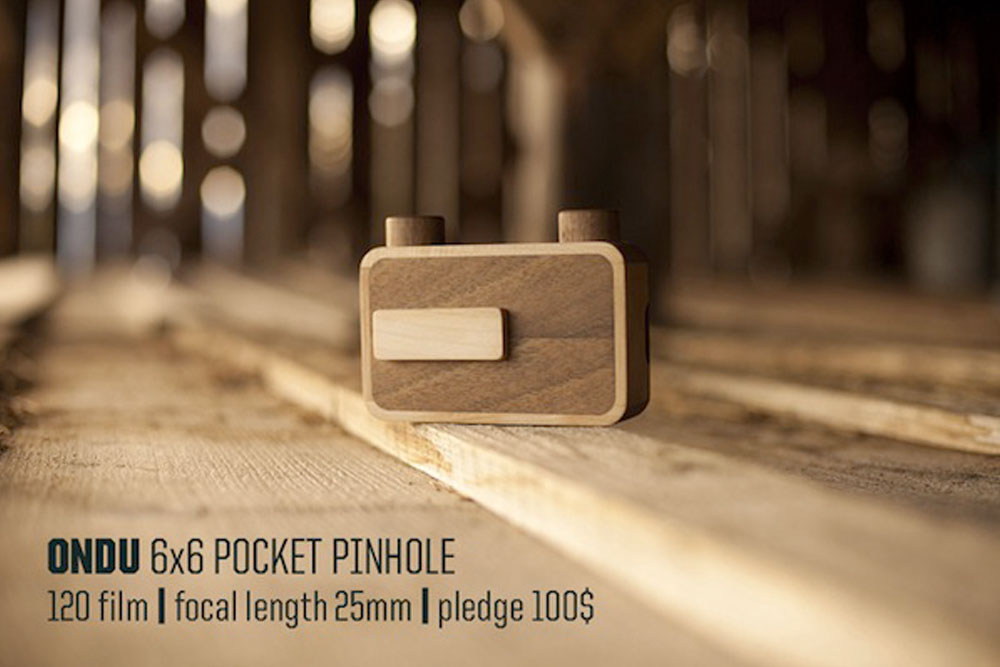 ONDU 6x6 POCKET PINHOLE
120 film | focal length 25mm | pledge 100$